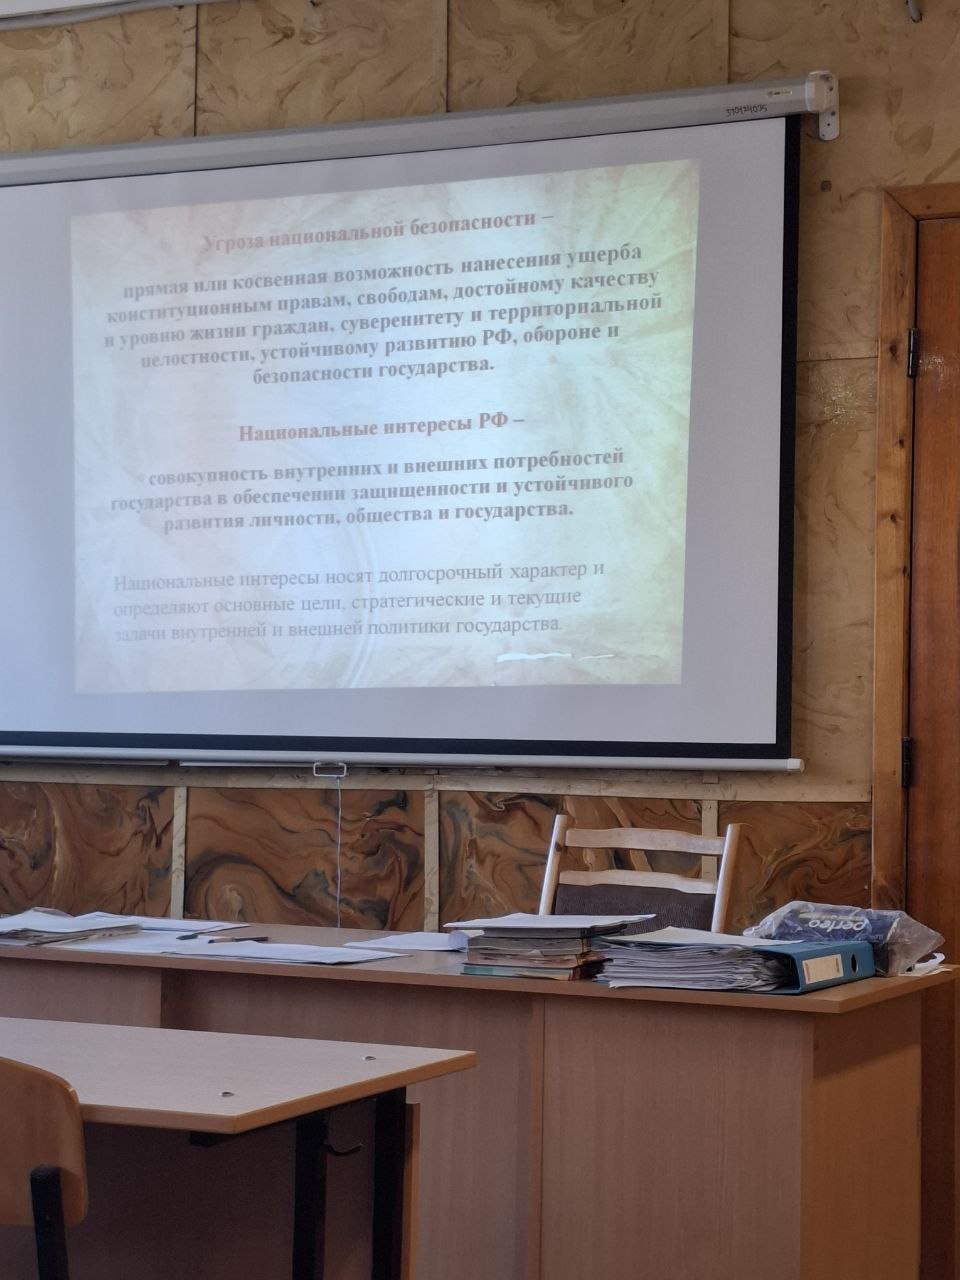 Угроза национальной безопасности –
прямая или косвенная возможность нанесения ущерба
конституционным правам, свободам, достойному качеству
и уровню жизни граждан, суверенитету и территориальной
целостности, устойчивому развитию РФ, обороне и
безопасности государства.
Национальные интересы РФ –
совокупность внутренних и внешних потребностей
государства в обеспечении защищенности и устойчивого
развития личности, общества и государства.
Национальные интересы носят долгосрочный характер и
определяют основные цели, стратегические и текущие
задачи внутренней и внешней политики государства.
perfeo